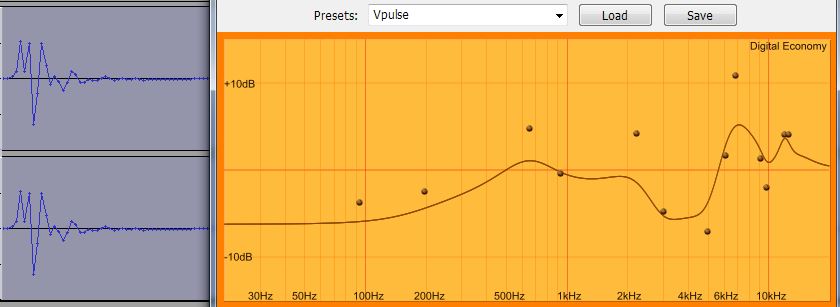 Presets: Vpulse Load Save
Digital Economy
+10dB
-10dB
30Hz 50Hz 100Hz 200Hz 500Hz 1kHz 2kHz 4kHz 6kHz 10kHz